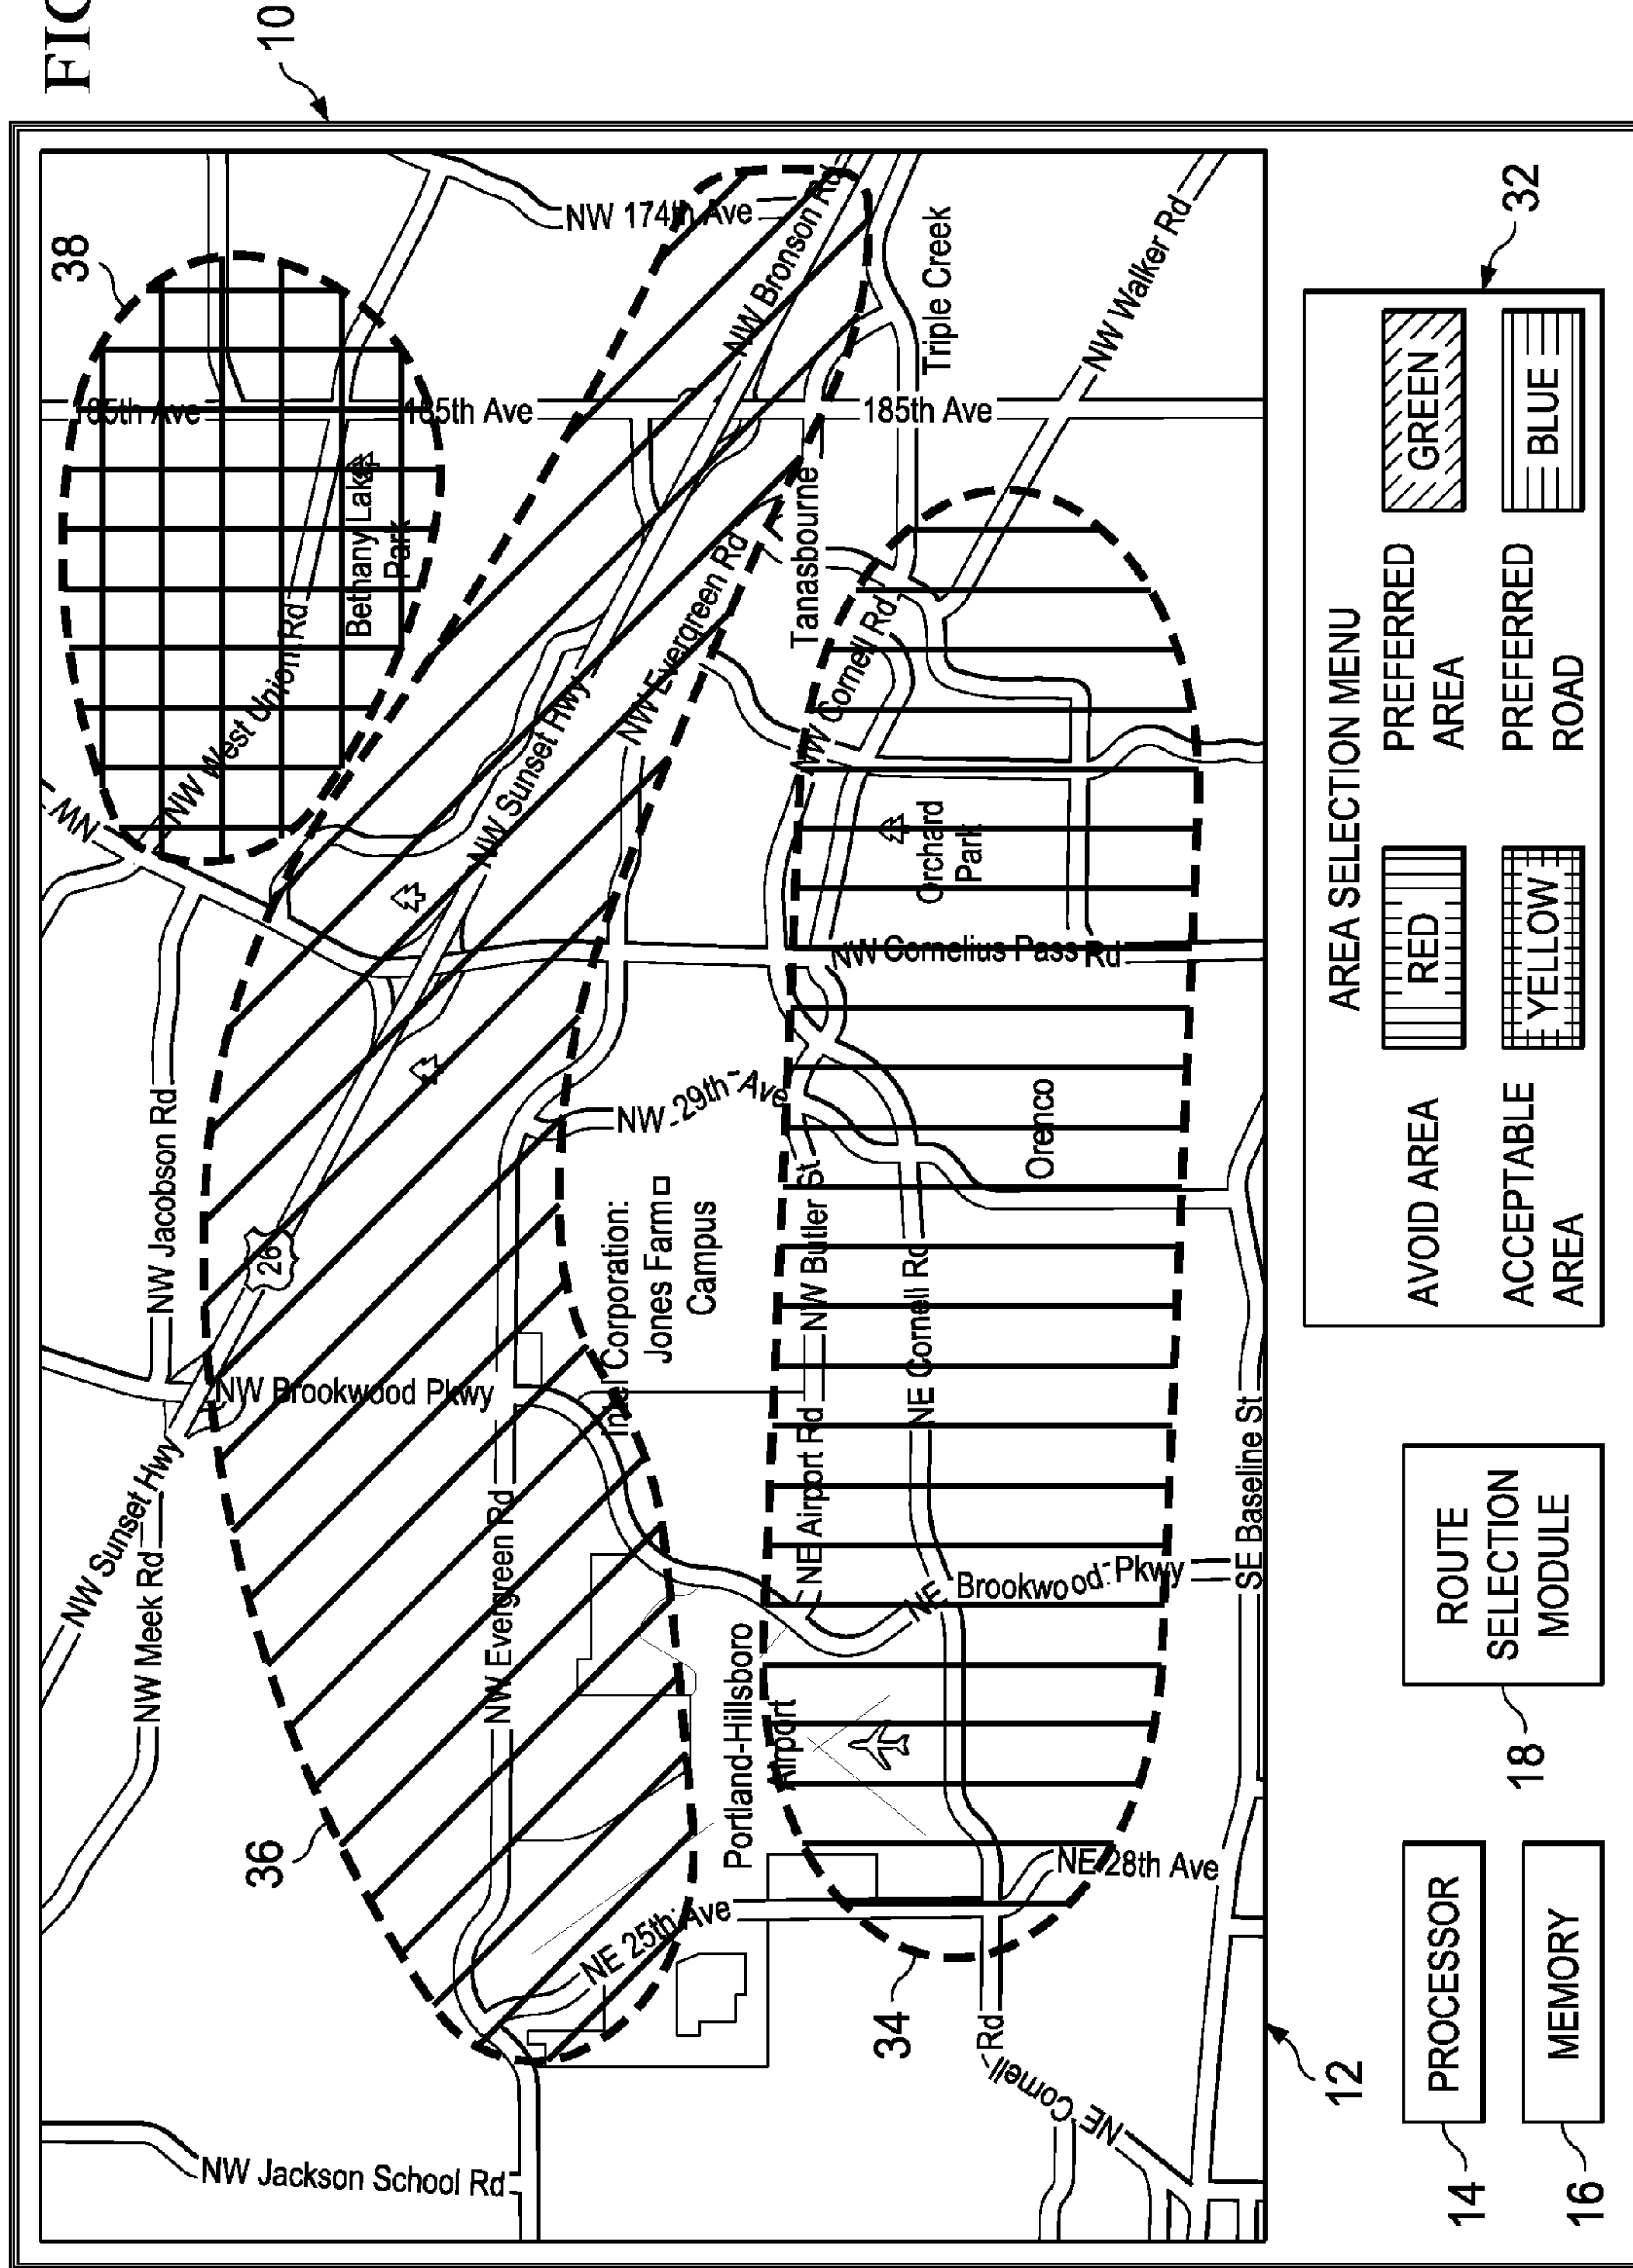 FIG
10
38
NW 174th Ave
NW Bronson Rd
185th Ave
185th Ave
185th Ave
Triple Creek
NW Walker Rd
Bethany Lake
Park
NW West Union Rd
NW
Tanasbourne
NW Evergreen Rd
NW Sunset Hwy
NW Cornell Rd
Orchard
Park
NW Cornelius Pass Rd
NW Jacobson Rd
26
NW 29th Ave
Orenco
Intel Corporation:
Jones Farm
Campus
NW Butler St
NE Cornell Rd
NW Brookwood Pkwy
NW Sunset Hwy
NW Meek Rd
NW Evergreen Rd
NE Airport Rd
NE Brookwood Pkwy
SE Baseline St
Portland-Hillsboro
Airport
36
NE 25th Ave
NE 28th Ave
34
NE Cornell Rd
NW Jackson School Rd
12
14
PROCESSOR
16
MEMORY
18
ROUTE
SELECTION
MODULE
32
AREA SELECTION MENU
AVOID AREA
RED
PREFERRED
AREA
GREEN
ACCEPTABLE
AREA
YELLOW
PREFERRED
ROAD
BLUE